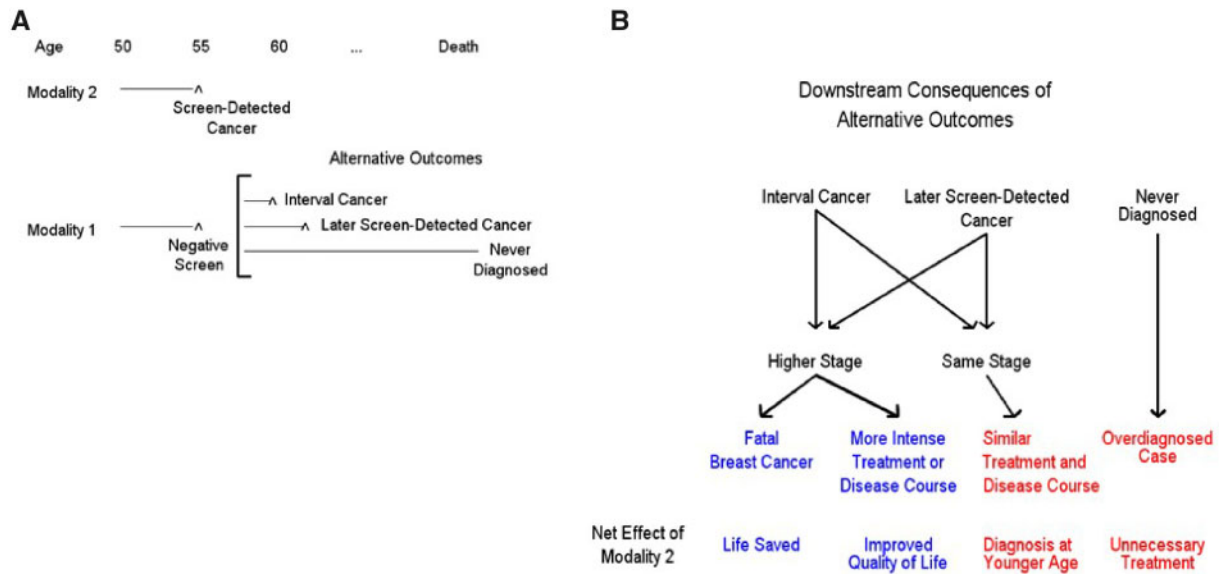 A
Age 50 55 60 ... Death
Modality 2
Screen-Detected
Cancer
Alternative Outcomes
Interval Cancer
Later Screen-Detected Cancer
Modality 1
Negative
Screen
Never
Diagnosed
B
Downstream Consequences of
Alternative Outcomes
Interval Cancer
Later Screen-Detected
Cancer
Never
Diagnosed
Higher Stage
Same Stage
Fatal
Breast Cancer
More Intense
Treatment or
Disease Course
Similar
Treatment and
Disease Course
Overdiagnosed
Case
Net Effect of
Modality 2
Life Saved
Improved
Quality of Life
Diagnosis at
Younger Age
Unnecessary
Treatment